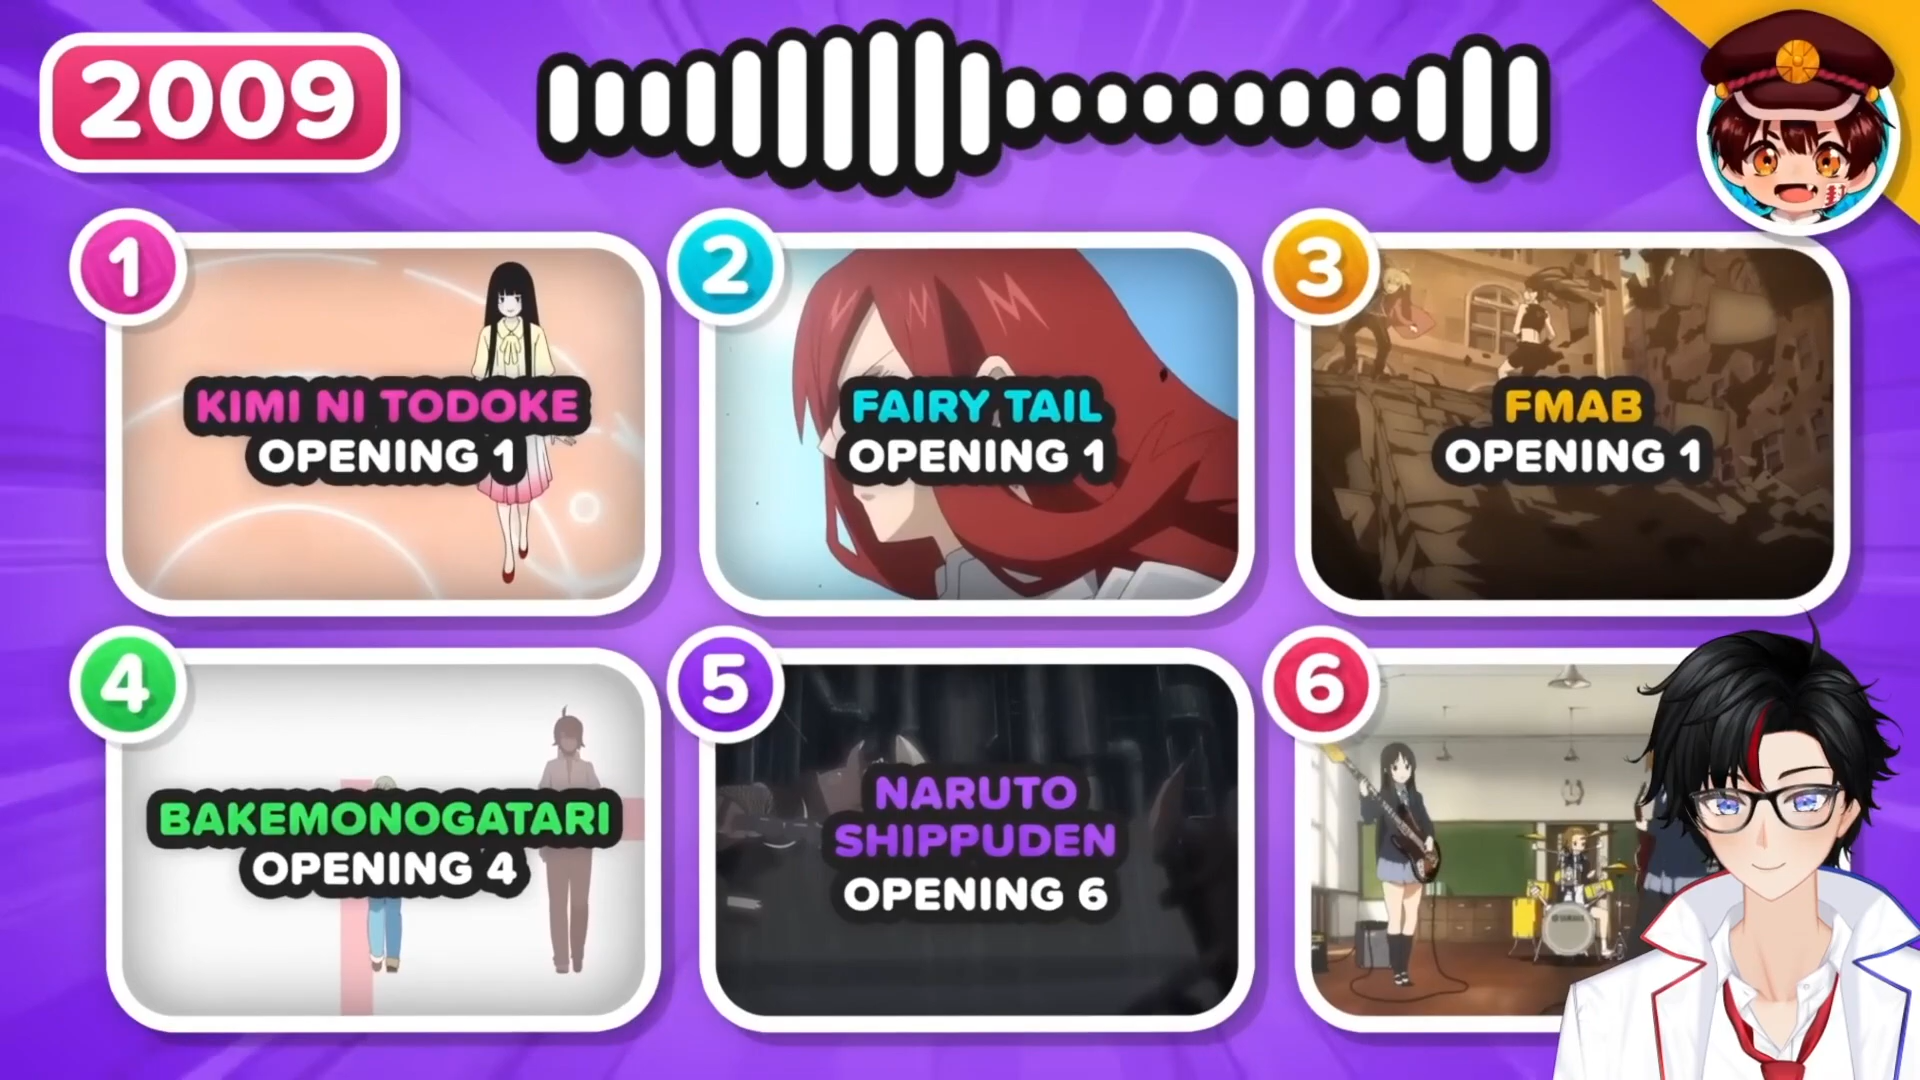 2009
1
KIMI NI TODOKE
OPENING 1
2
FAIRY TAIL
OPENING 1
3
FMAB
OPENING 1
4
BAKEMONOGATARI
OPENING 4
5
NARUTO
SHIPPUDEN
OPENING 6
6
YAMAHA